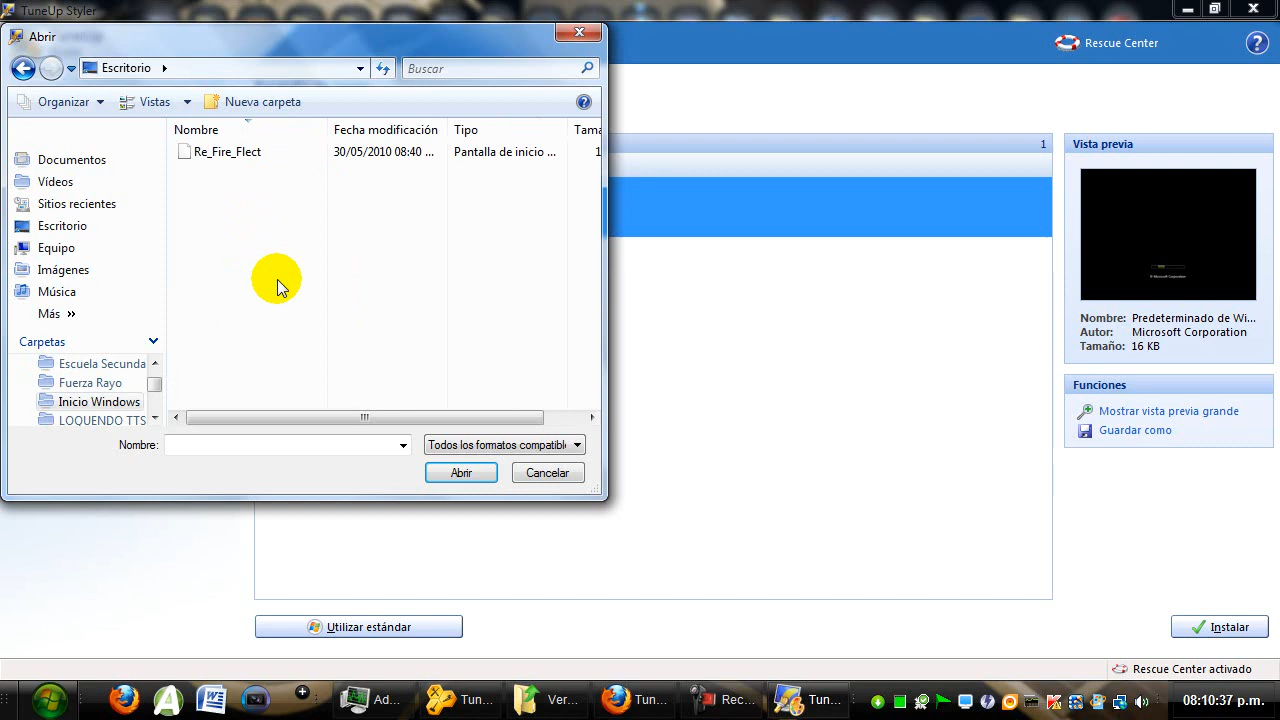 TuneUp Styler
Abrir
Escritorio
Buscar
Rescue Center
Organizar
Vistas
Nueva carpeta
Nombre
Fecha modificación
Tipo
Tama
Re_Fire_Flect
30/05/2010 08:40 ...
Pantalla de inicio ...
1
Documentos
Vídeos
Sitios recientes
Escritorio
Equipo
Imágenes
Música
Más »
Carpetas
Escuela Secunda
Fuerza Rayo
Inicio Windows
LOQUENDO TTS
Nombre:
Todos los formatos compatibl
Abrir
Cancelar
1
Vista previa
© Microsoft Corporation
Nombre: Predeterminado de Wi...
Autor: Microsoft Corporation
Tamaño: 16 KB
Funciones
Mostrar vista previa grande
Guardar como
Utilizar estándar
Instalar
Rescue Center activado
Ad...
Tun...
Ver...
Tun...
Rec...
Tun...
08:10:37 p.m.